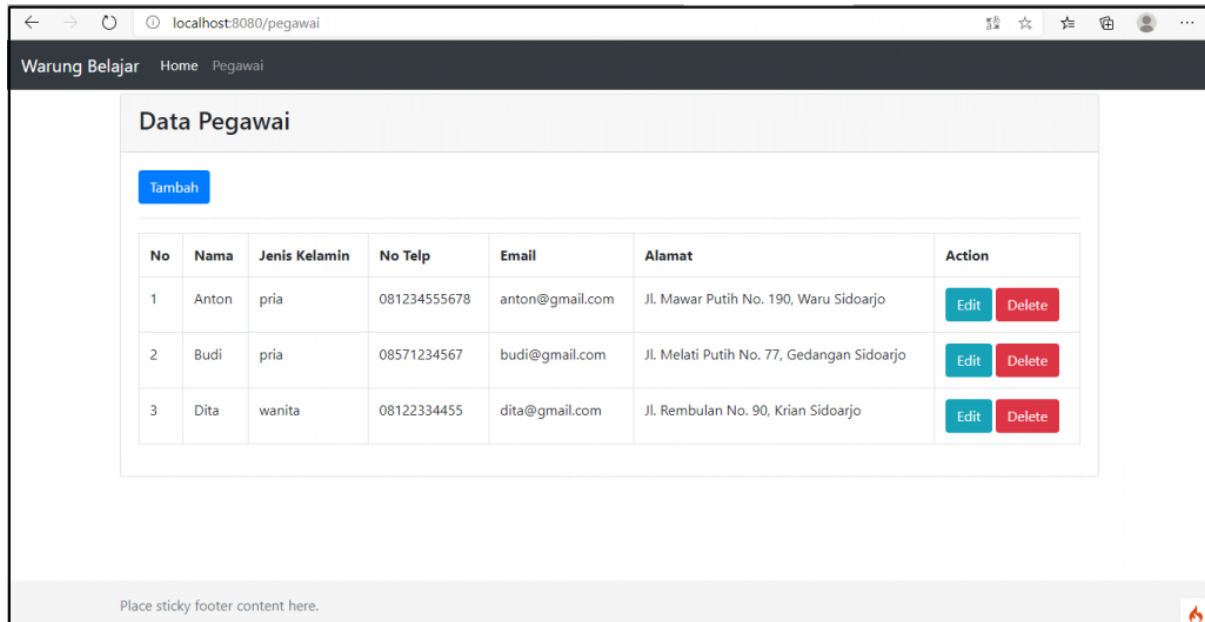 localhost:8080/pegawai
Warung Belajar Home Pegawai
Data Pegawai
Tambah
No Nama Jenis Kelamin No Telp Email Alamat Action
1 Anton pria 081234555678 anton@gmail.com Jl. Mawar Putih No. 190, Waru Sidoarjo Edit Delete
2 Budi pria 08571234567 budi@gmail.com Jl. Melati Putih No. 77, Gedangan Sidoarjo Edit Delete
3 Dita wanita 08122334455 dita@gmail.com Jl. Rembulan No. 90, Krian Sidoarjo Edit Delete
Place sticky footer content here.